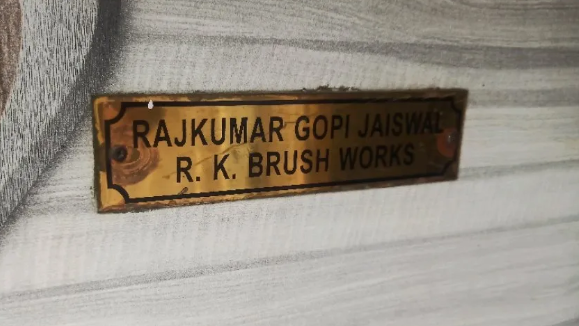 RAJKUMAR GOPI JAISWAL
R. K. BRUSH WORKS